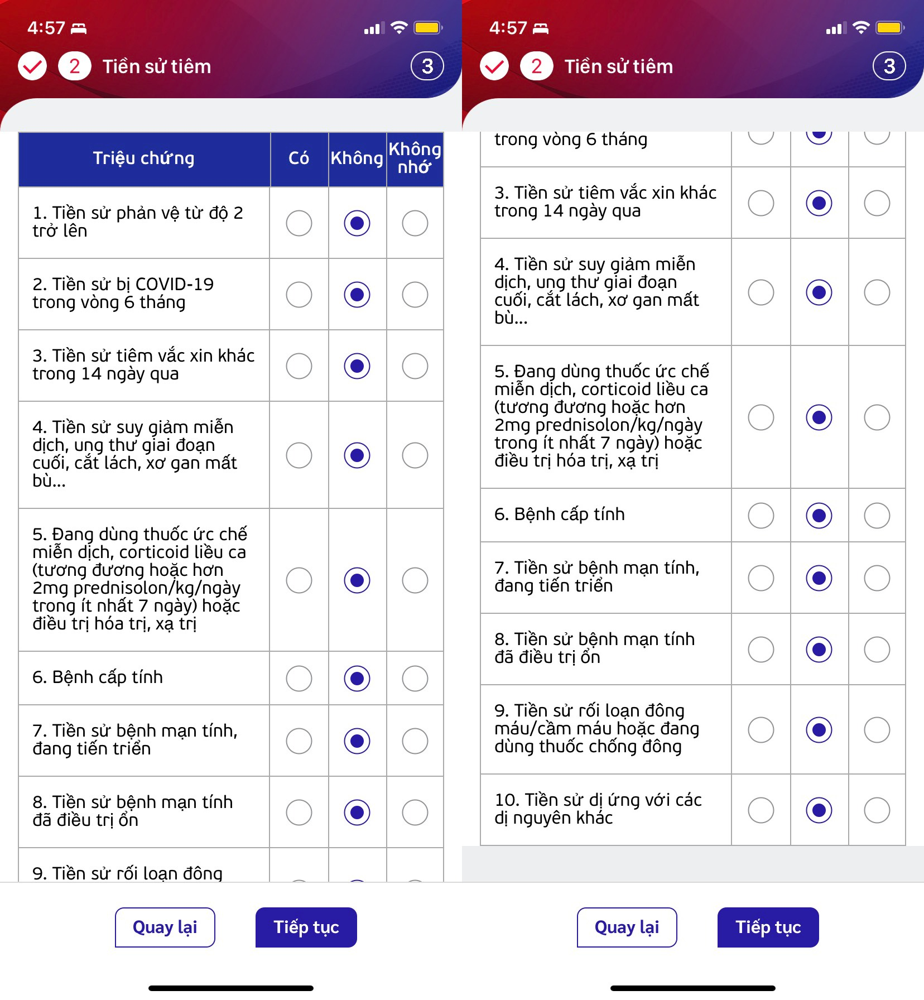 4:57
2 Tiền sử tiêm 3
Triệu chứng Có Không Không nhớ
1. Tiền sử phản vệ từ độ 2
trở lên
2. Tiền sử bị COVID-19
trong vòng 6 tháng
3. Tiền sử tiêm vắc xin khác
trong 14 ngày qua
4. Tiền sử suy giảm miễn
dịch, ung thư giai đoạn
cuối, cắt lách, xơ gan mất
bù...
5. Đang dùng thuốc ức chế
miễn dịch, corticoid liều ca
(tương đương hoặc hơn
2mg prednisolon/kg/ngày
trong ít nhất 7 ngày) hoặc
điều trị hóa trị, xạ trị
6. Bệnh cấp tính
7. Tiền sử bệnh mạn tính,
đang tiến triển
8. Tiền sử bệnh mạn tính
đã điều trị ổn
9. Tiền sử rối loạn đông
Quay lại Tiếp tục
4:57
2 Tiền sử tiêm 3
trong vòng 6 tháng
3. Tiền sử tiêm vắc xin khác
trong 14 ngày qua
4. Tiền sử suy giảm miễn
dịch, ung thư giai đoạn
cuối, cắt lách, xơ gan mất
bù...
5. Đang dùng thuốc ức chế
miễn dịch, corticoid liều ca
(tương đương hoặc hơn
2mg prednisolon/kg/ngày
trong ít nhất 7 ngày) hoặc
điều trị hóa trị, xạ trị
6. Bệnh cấp tính
7. Tiền sử bệnh mạn tính,
đang tiến triển
8. Tiền sử bệnh mạn tính
đã điều trị ổn
9. Tiền sử rối loạn đông
máu/cầm máu hoặc đang
dùng thuốc chống đông
10. Tiền sử dị ứng với các
dị nguyên khác
Quay lại Tiếp tục